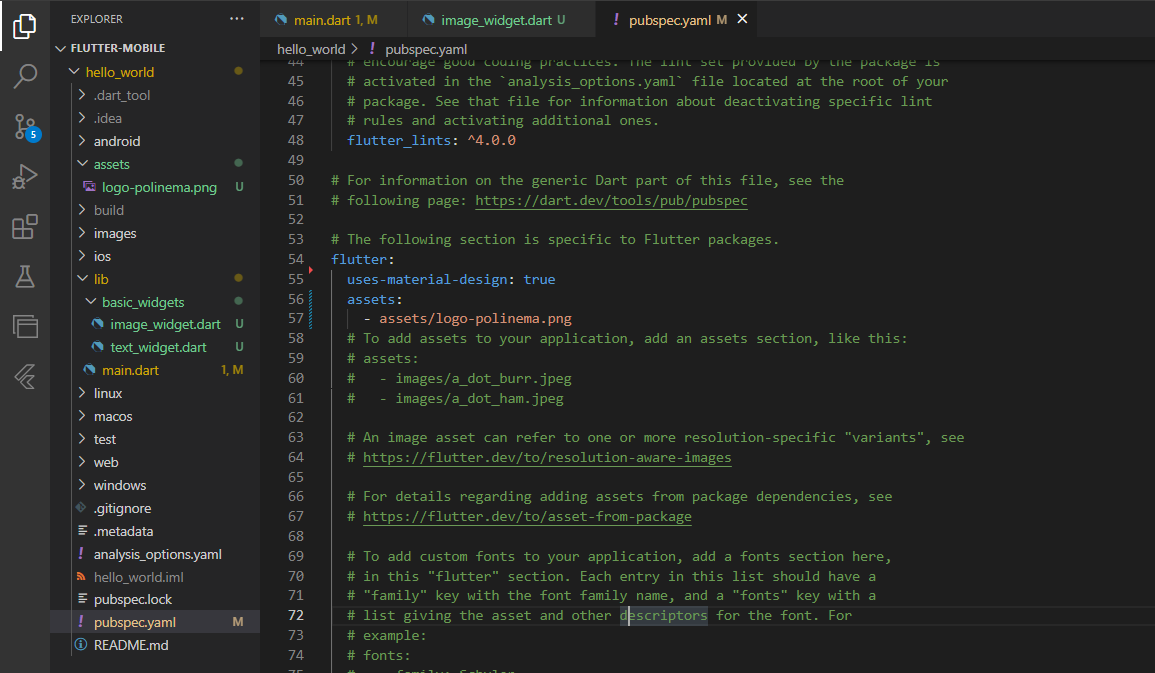 EXPLORER
FLUTTER-MOBILE
hello_world
.dart_tool
.idea
android
assets
logo-polinema.png U
build
images
ios
lib
basic_widgets
image_widget.dart U
text_widget.dart U
main.dart 1, M
linux
macos
test
web
windows
.gitignore
.metadata
analysis_options.yaml
hello_world.iml
pubspec.lock
pubspec.yaml M
README.md
5
main.dart 1, M image_widget.dart U ! pubspec.yaml M
hello_world > ! pubspec.yaml
44 # encourage good coding practices. The lint set provided by the package is
45 # activated in the `analysis_options.yaml` file located at the root of your
46 # package. See that file for information about deactivating specific lint
47 # rules and activating additional ones.
48 flutter_lints: ^4.0.0
49
50 # For information on the generic Dart part of this file, see the
51 # following page: https://dart.dev/tools/pub/pubspec
52
53 # The following section is specific to Flutter packages.
54 flutter:
55 uses-material-design: true
56 assets:
57 - assets/logo-polinema.png
58 # To add assets to your application, add an assets section, like this:
59 # assets:
60 #   - images/a_dot_burr.jpeg
61 #   - images/a_dot_ham.jpeg
62
63 # An image asset can refer to one or more resolution-specific "variants", see
64 # https://flutter.dev/to/resolution-aware-images
65
66 # For details regarding adding assets from package dependencies, see
67 # https://flutter.dev/to/asset-from-package
68
69 # To add custom fonts to your application, add a fonts section here,
70 # in this "flutter" section. Each entry in this list should have a
71 # "family" key with the font family name, and a "fonts" key with a
72 # list giving the asset and other descriptors for the font. For
73 # example:
74 # fonts: